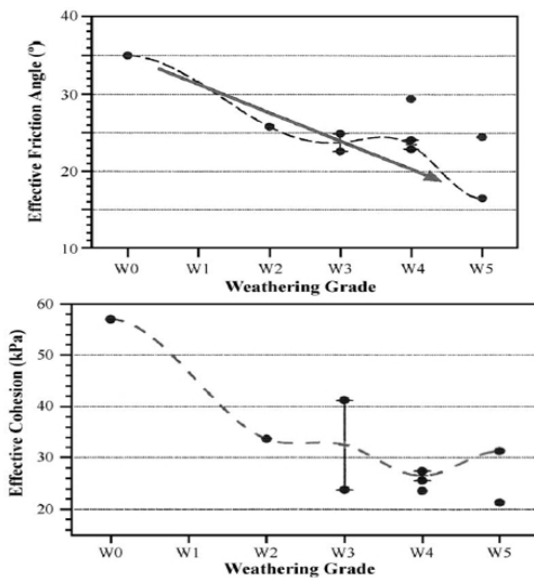 Effective Friction Angle (°)
40
30
20
10
W0 W1 W2 W3 W4 W5
Weathering Grade
Effective Cohesion (kPa)
60
50
40
30
20
W0 W1 W2 W3 W4 W5
Weathering Grade